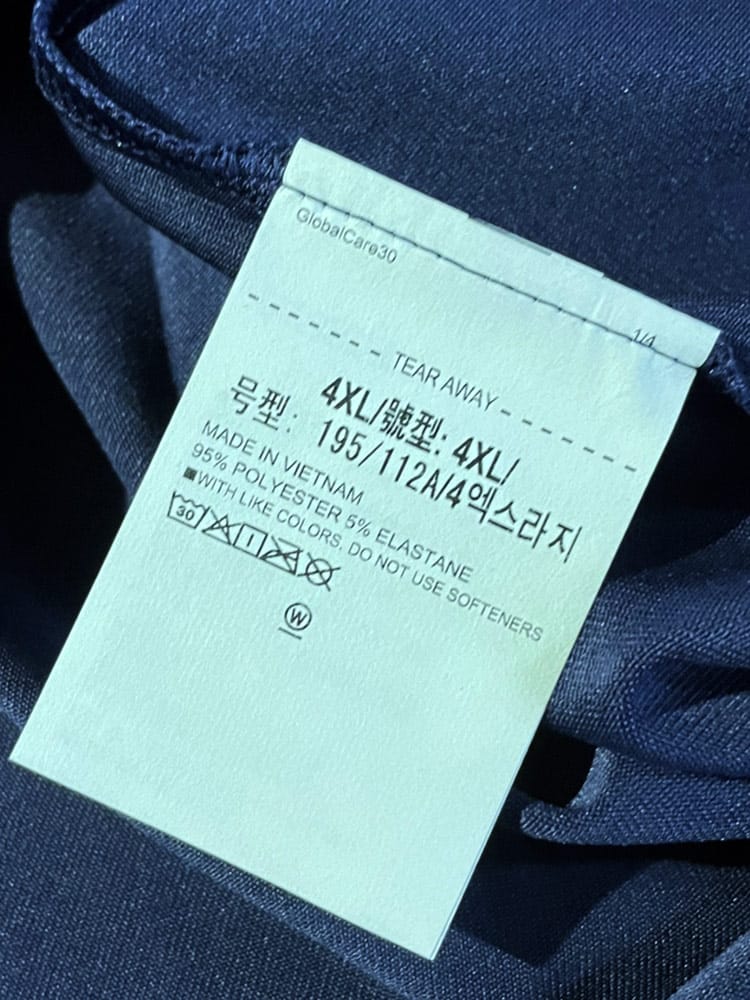 GlobalCare30
1/4
TEAR AWAY
号型: 4XL/號型: 4XL/
195/112A/4엑스라지
MADE IN VIETNAM
95% POLYESTER 5% ELASTANE
WITH LIKE COLORS, DO NOT USE SOFTENERS
30
W